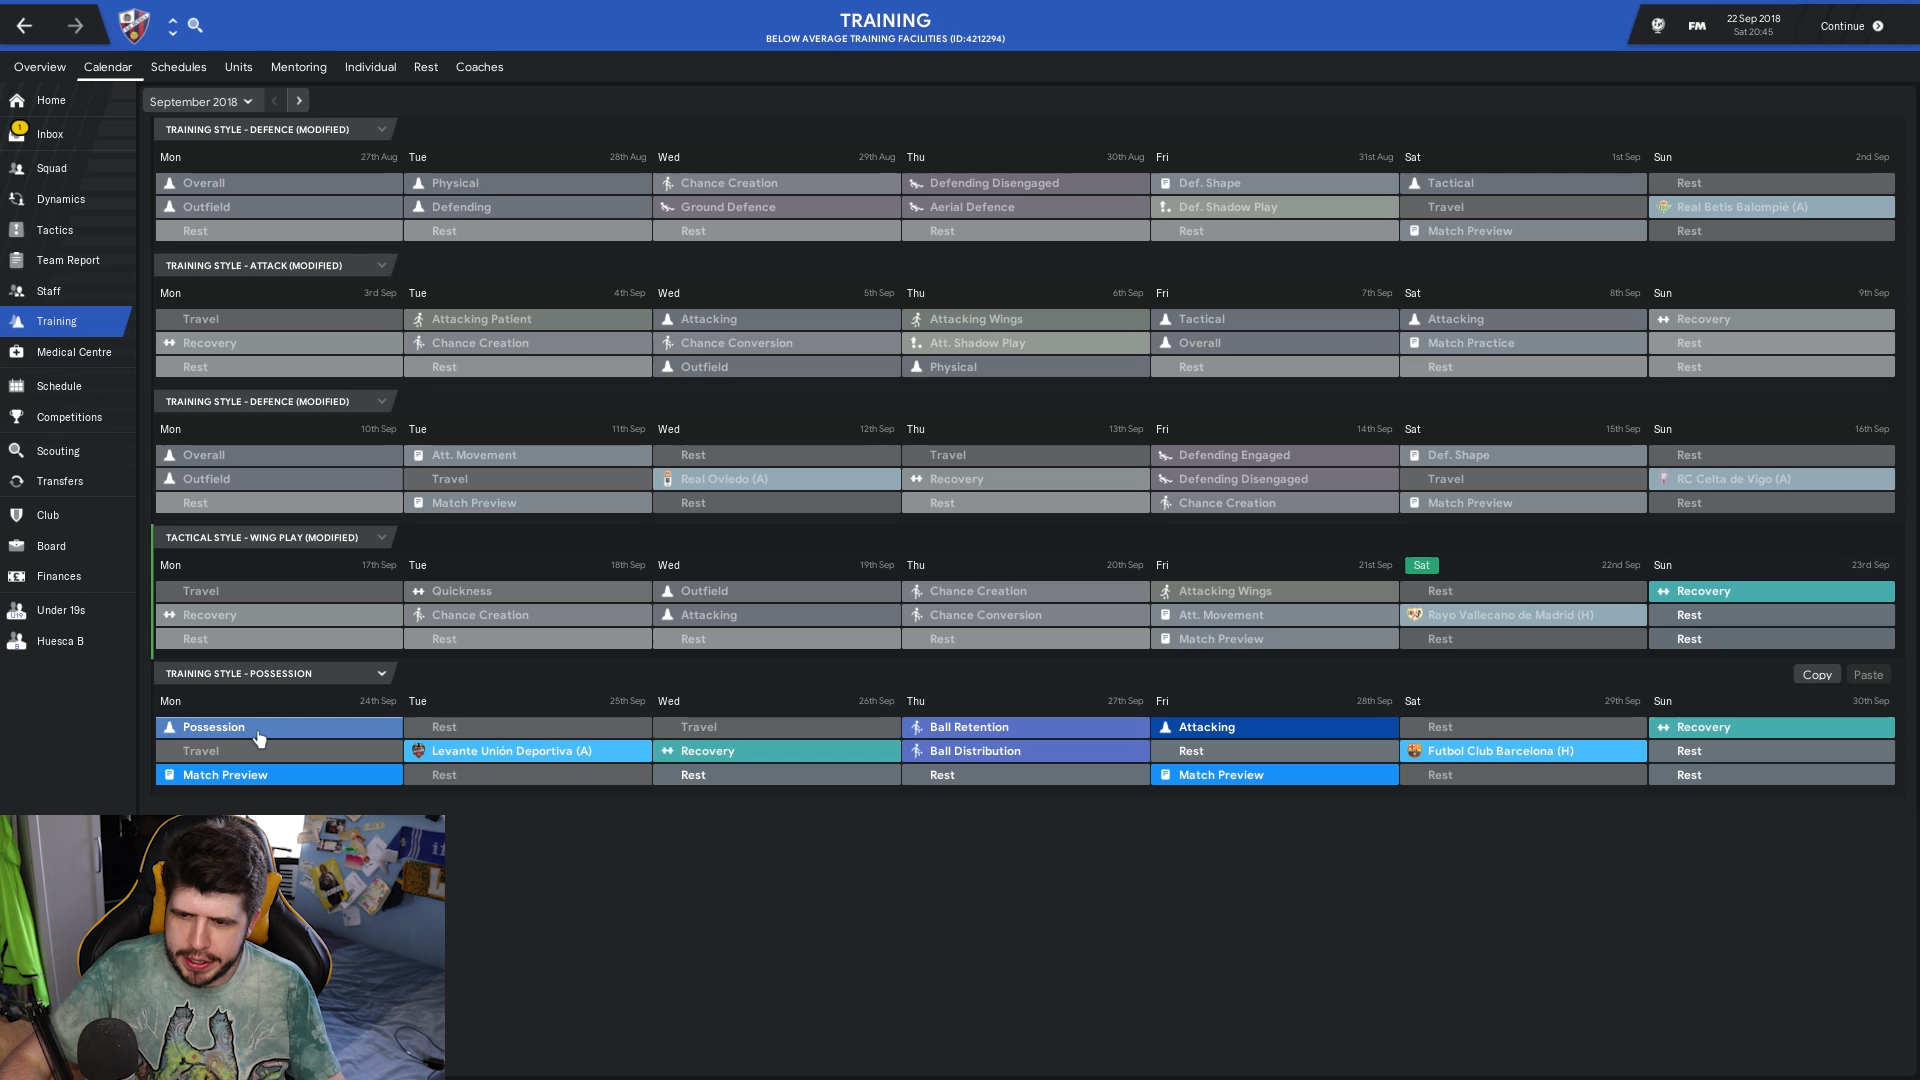 TRAINING
BELOW AVERAGE TRAINING FACILITIES (ID:4212294)
FM
22 Sep 2018
Sat 20:45
Continue
Overview Calendar Schedules Units Mentoring Individual Rest Coaches
Home
1
Inbox
Squad
Dynamics
Tactics
Team Report
Staff
Training
Medical Centre
Schedule
Competitions
Scouting
Transfers
Club
Board
Finances
Under 19s
Huesca B
September 2018
TRAINING STYLE - DEFENCE (MODIFIED)
Mon 27th Aug Tue 28th Aug Wed 29th Aug Thu 30th Aug Fri 31st Aug Sat 1st Sep Sun 2nd Sep
Overall Physical Chance Creation Defending Disengaged Def. Shape Tactical Rest
Outfield Defending Ground Defence Aerial Defence Def. Shadow Play Travel Real Betis Balompié (A)
Rest Rest Rest Rest Rest Match Preview Rest
TRAINING STYLE - ATTACK (MODIFIED)
Mon 3rd Sep Tue 4th Sep Wed 5th Sep Thu 6th Sep Fri 7th Sep Sat 8th Sep Sun 9th Sep
Travel Attacking Patient Attacking Attacking Wings Tactical Attacking Recovery
Recovery Chance Creation Chance Conversion Att. Shadow Play Overall Match Practice Rest
Rest Rest Outfield Physical Rest Rest Rest
TRAINING STYLE - DEFENCE (MODIFIED)
Mon 10th Sep Tue 11th Sep Wed 12th Sep Thu 13th Sep Fri 14th Sep Sat 15th Sep Sun 16th Sep
Overall Att. Movement Rest Travel Defending Engaged Def. Shape Rest
Outfield Travel Real Oviedo (A) Recovery Defending Disengaged Travel RC Celta de Vigo (A)
Rest Match Preview Rest Rest Chance Creation Match Preview Rest
TACTICAL STYLE - WING PLAY (MODIFIED)
Mon 17th Sep Tue 18th Sep Wed 19th Sep Thu 20th Sep Fri 21st Sep Sat 22nd Sep Sun 23rd Sep
Travel Quickness Outfield Chance Creation Attacking Wings Rest Recovery
Recovery Chance Creation Attacking Chance Conversion Att. Movement Rayo Vallecano de Madrid (H) Rest
Rest Rest Rest Rest Match Preview Rest Rest
TRAINING STYLE - POSSESSION Copy Paste
Mon 24th Sep Tue 25th Sep Wed 26th Sep Thu 27th Sep Fri 28th Sep Sat 29th Sep Sun 30th Sep
Possession Rest Travel Ball Retention Attacking Rest Recovery
Travel Levante Unión Deportiva (A) Recovery Ball Distribution Rest Futbol Club Barcelona (H) Rest
Match Preview Rest Rest Rest Match Preview Rest Rest